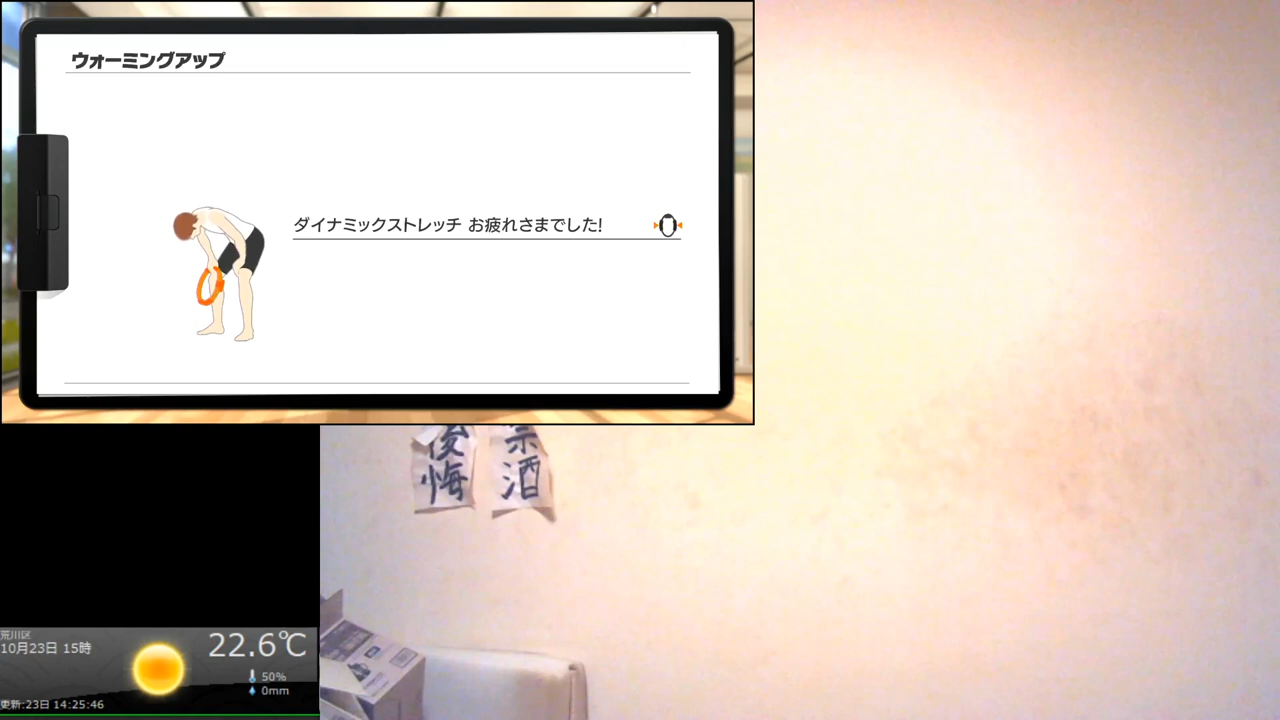 ウォーミングアップ
ダイナミックストレッチ お疲れさまでした!
後悔
禁酒
荒川区
10月23日 15時
22.6℃
50%
0mm
更新:23日 14:25:46